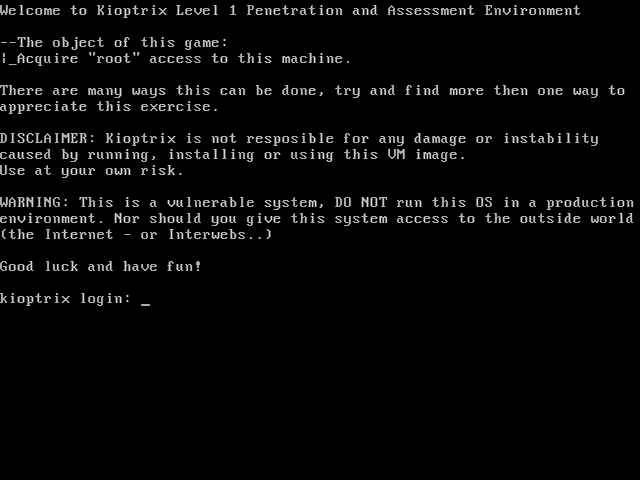 Welcome to Kioptrix Level 1 Penetration and Assessment Environment
--The object of this game:
|_Acquire "root" access to this machine.
There are many ways this can be done, try and find more then one way to
appreciate this exercise.
DISCLAIMER: Kioptrix is not resposible for any damage or instability
caused by running, installing or using this VM image.
Use at your own risk.
WARNING: This is a vulnerable system, DO NOT run this OS in a production
environment. Nor should you give this system access to the outside world
(the Internet - or Interwebs..)
Good luck and have fun!
kioptrix login: _